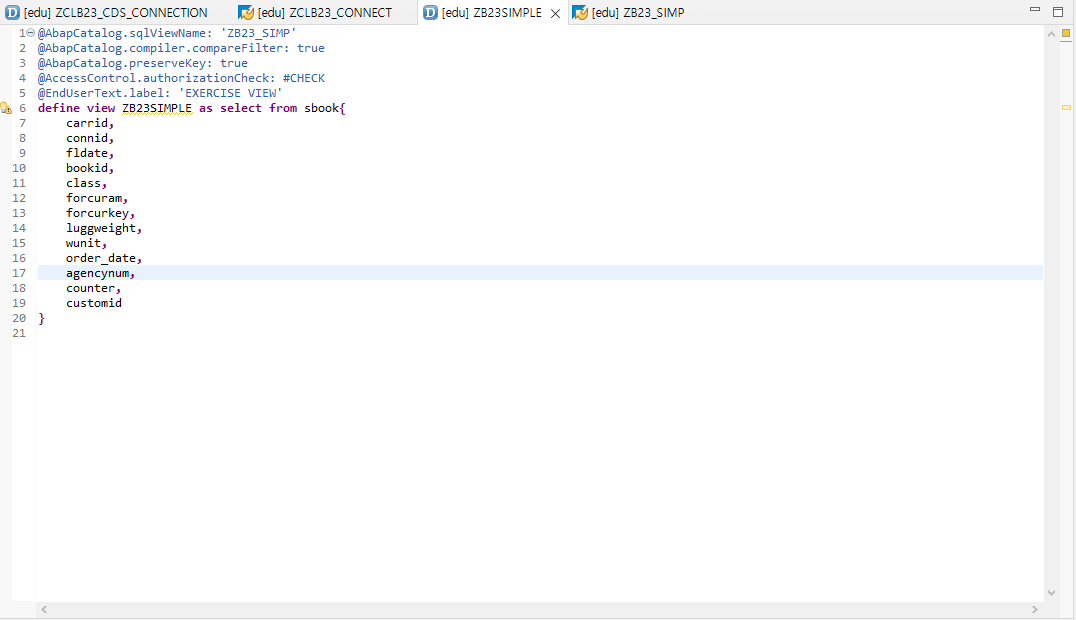 [edu] ZCLB23_CDS_CONNECTION [edu] ZCLB23_CONNECT [edu] ZB23SIMPLE [edu] ZB23_SIMP
1 @AbapCatalog.sqlViewName: 'ZB23_SIMP'
2 @AbapCatalog.compiler.compareFilter: true
3 @AbapCatalog.preserveKey: true
4 @AccessControl.authorizationCheck: #CHECK
5 @EndUserText.label: 'EXERCISE VIEW'
6 define view ZB23SIMPLE as select from sbook{
7 carrid,
8 connid,
9 fldate,
10 bookid,
11 class,
12 forcuram,
13 forcurkey,
14 luggweight,
15 wunit,
16 order_date,
17 agencynum,
18 counter,
19 customid
20 }
21